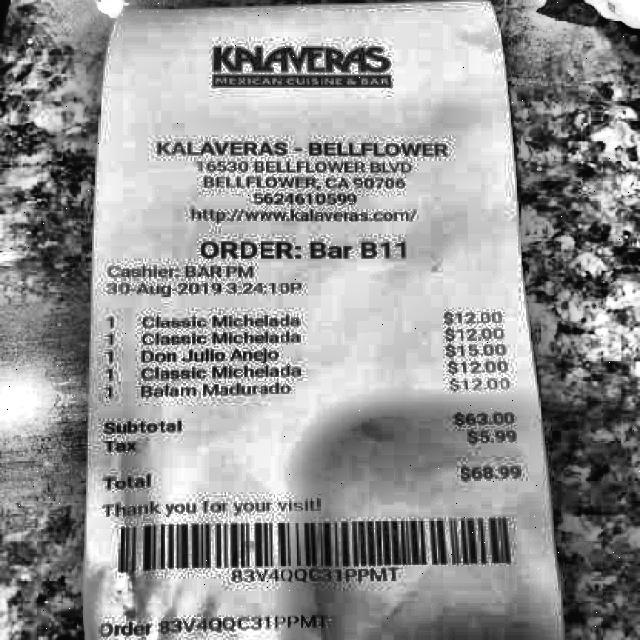 KALAVERAS
MEXICAN CUISINE & BAR
KALAVERAS - BELLFLOWER
16530 BELLFLOWER BLVD
BELLFLOWER, CA 90706
5624610599
http://www.kalaveras.com/
ORDER: Bar B11
Cashier: BAR PM
30-Aug-2019 3:24:10P
1 Classic Michelada $12.00
1 Classic Michelada $12.00
1 Don Julio Anejo $15.00
1 Classic Michelada $12.00
1 Balam Madurado $12.00
Subtotal $63.00
Tax $5.99
Total $68.99
Thank you for your visit!
83V4QQC31PPMT
Order 83V4QQC31PPMT